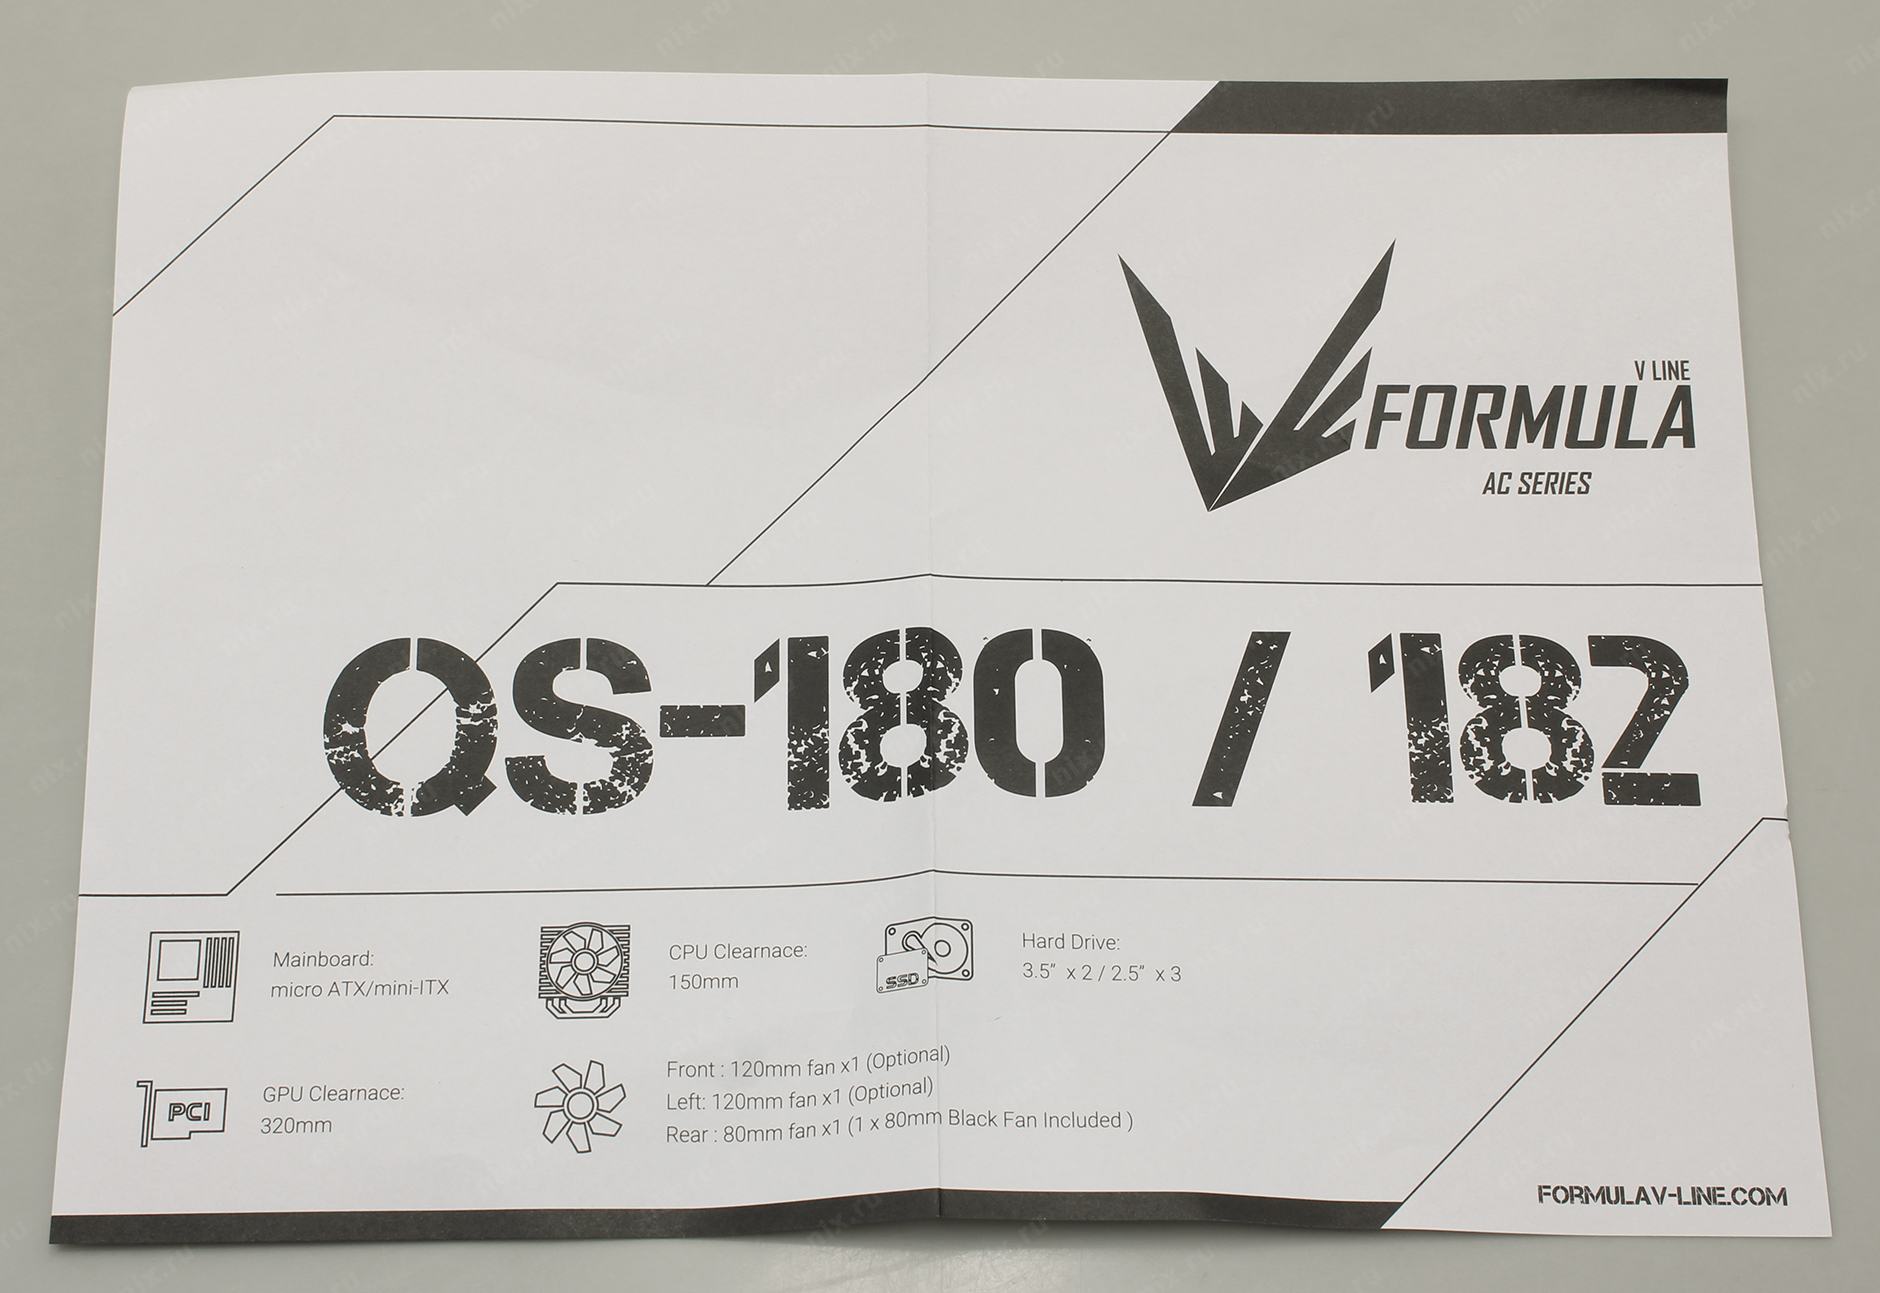 V LINE
FORMULA
AC SERIES
QS-180 / 182
Mainboard:
micro ATX/mini-ITX
CPU Clearnace:
150mm
SSD
Hard Drive:
3.5” x 2 / 2.5” x 3
PCI
GPU Clearnace:
320mm
Front : 120mm fan x1 (Optional)
Left: 120mm fan x1 (Optional)
Rear : 80mm fan x1 (1 x 80mm Black Fan Included )
FORMULAV-LINE.COM
nix.ru